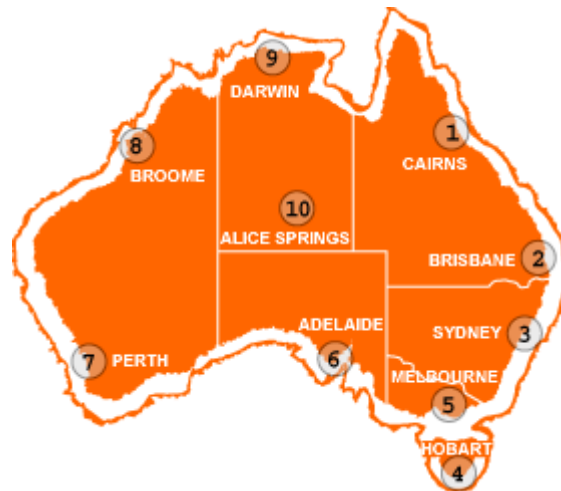 9
DARWIN
1
CAIRNS
8
BROOME
10
ALICE SPRINGS
BRISBANE 2
ADELAIDE
SYDNEY 3
7 PERTH
6
MELBOURNE
5
HOBART
4